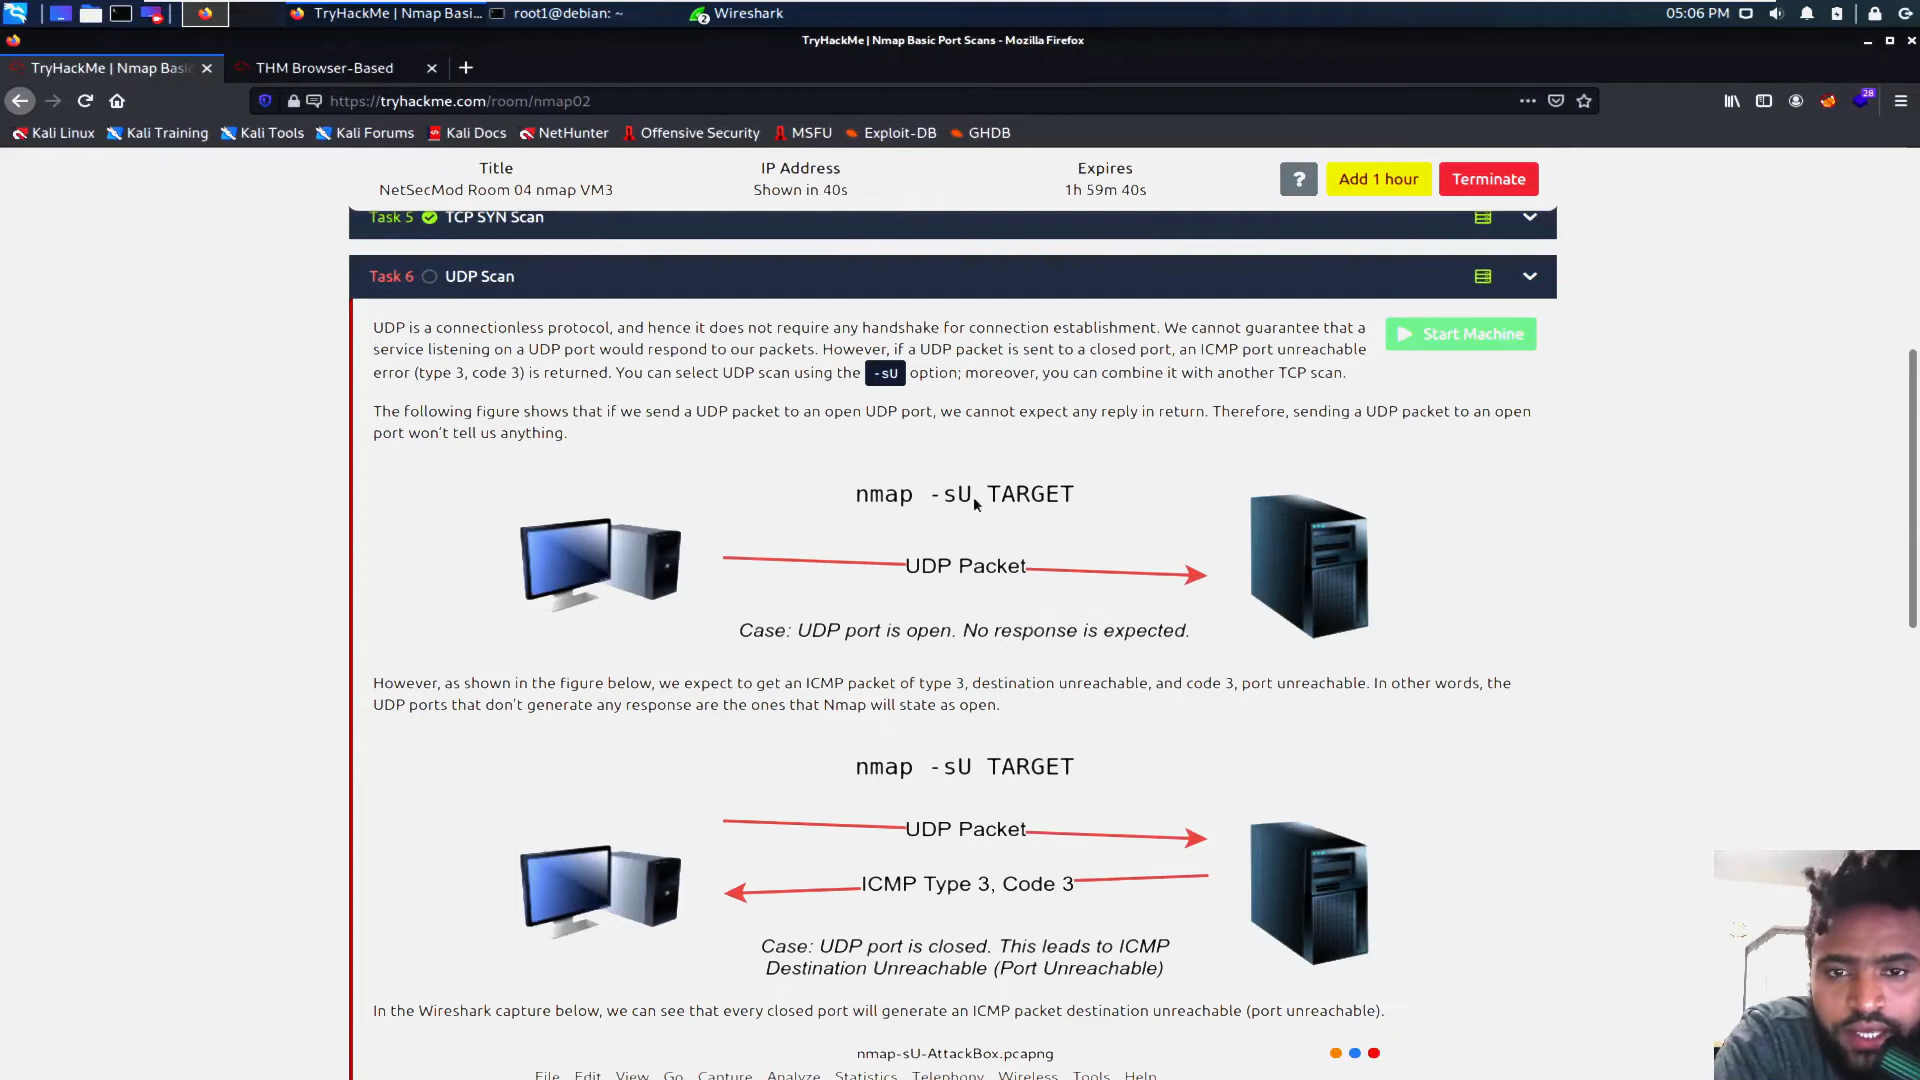 TryHackMe | Nmap Basi...
root1@debian: ~
2
Wireshark
05:06 PM
TryHackMe | Nmap Basic Port Scans - Mozilla Firefox
TryHackMe | Nmap Basic
THM Browser-Based
https://tryhackme.com/room/nmap02
28
Kali Linux
Kali Training
Kali Tools
Kali Forums
Kali Docs
NetHunter
Offensive Security
MSFU
Exploit-DB
GHDB
Title
IP Address
Expires
NetSecMod Room 04 nmap VM3
Shown in 40s
1h 59m 40s
?
Add 1 hour
Terminate
Task 5
TCP SYN Scan
Task 6
UDP Scan
UDP is a connectionless protocol, and hence it does not require any handshake for connection establishment. We cannot guarantee that a
service listening on a UDP port would respond to our packets. However, if a UDP packet is sent to a closed port, an ICMP port unreachable
error (type 3, code 3) is returned. You can select UDP scan using the -sU option; moreover, you can combine it with another TCP scan.
Start Machine
The following figure shows that if we send a UDP packet to an open UDP port, we cannot expect any reply in return. Therefore, sending a UDP packet to an open
port won't tell us anything.
nmap -sU TARGET
UDP Packet
Case: UDP port is open. No response is expected.
However, as shown in the figure below, we expect to get an ICMP packet of type 3, destination unreachable, and code 3, port unreachable. In other words, the
UDP ports that don't generate any response are the ones that Nmap will state as open.
nmap -sU TARGET
UDP Packet
ICMP Type 3, Code 3
Case: UDP port is closed. This leads to ICMP
Destination Unreachable (Port Unreachable)
In the Wireshark capture below, we can see that every closed port will generate an ICMP packet destination unreachable (port unreachable).
nmap-sU-AttackBox.pcapng
File Edit View Go Capture Analyze Statistics Telephony Wireless Tools Help